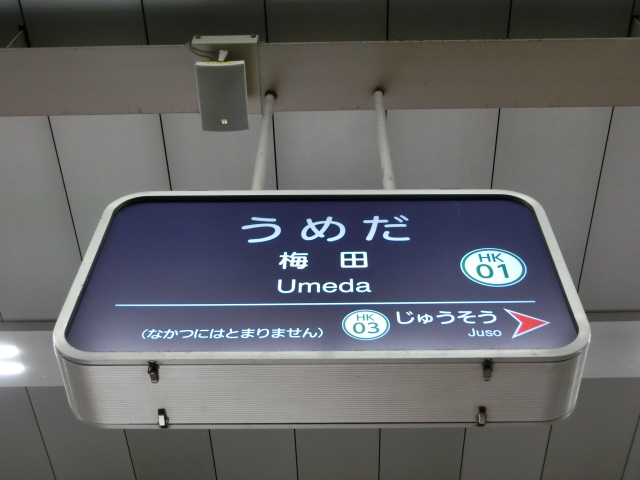 うめだ
梅田
Umeda
HK
01
(なかつにはとまりません)
HK
03
じゅうそう
Juso